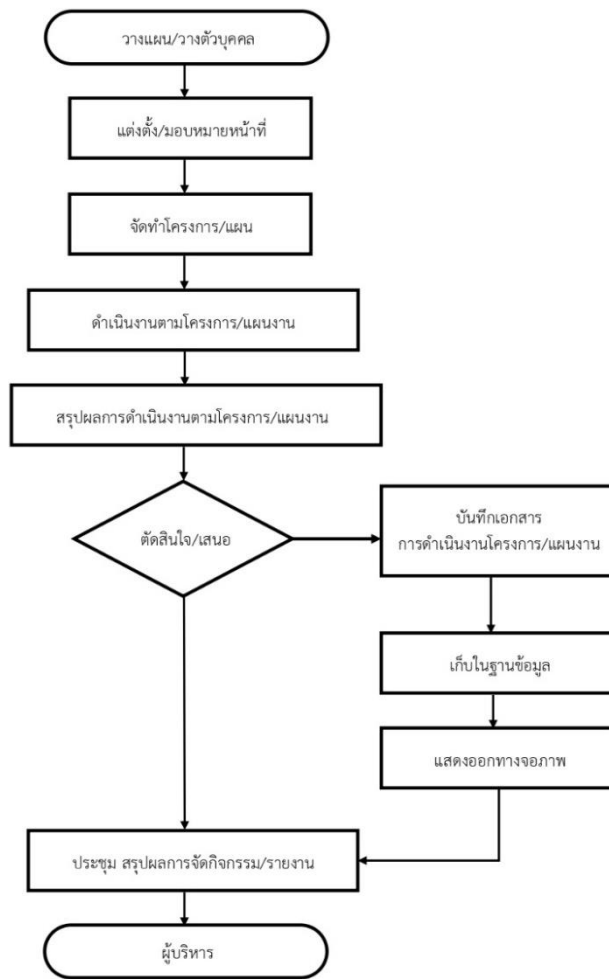 วางแผน/วางตัวบุคคล
แต่งตั้ง/มอบหมายหน้าที่
จัดทำโครงการ/แผน
ดำเนินงานตามโครงการ/แผนงาน
สรุปผลการดำเนินงานตามโครงการ/แผนงาน
ตัดสินใจ/เสนอ
บันทึกเอกสาร
การดำเนินงานโครงการ/แผนงาน
เก็บในฐานข้อมูล
แสดงออกทางจอภาพ
ประชุม สรุปผลการจัดกิจกรรม/รายงาน
ผู้บริหาร